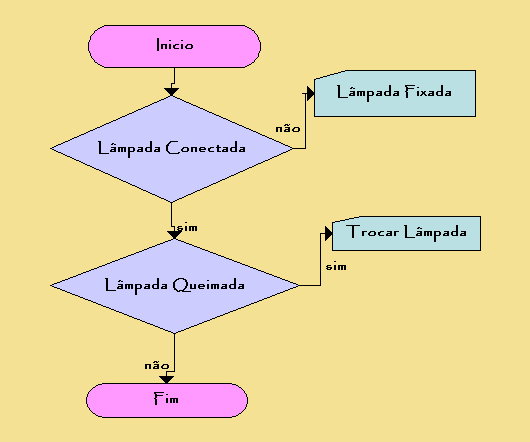 Inicio
Lâmpada Fixada
não
Lâmpada Conectada
sim
Trocar Lâmpada
sim
Lâmpada Queimada
não
Fim